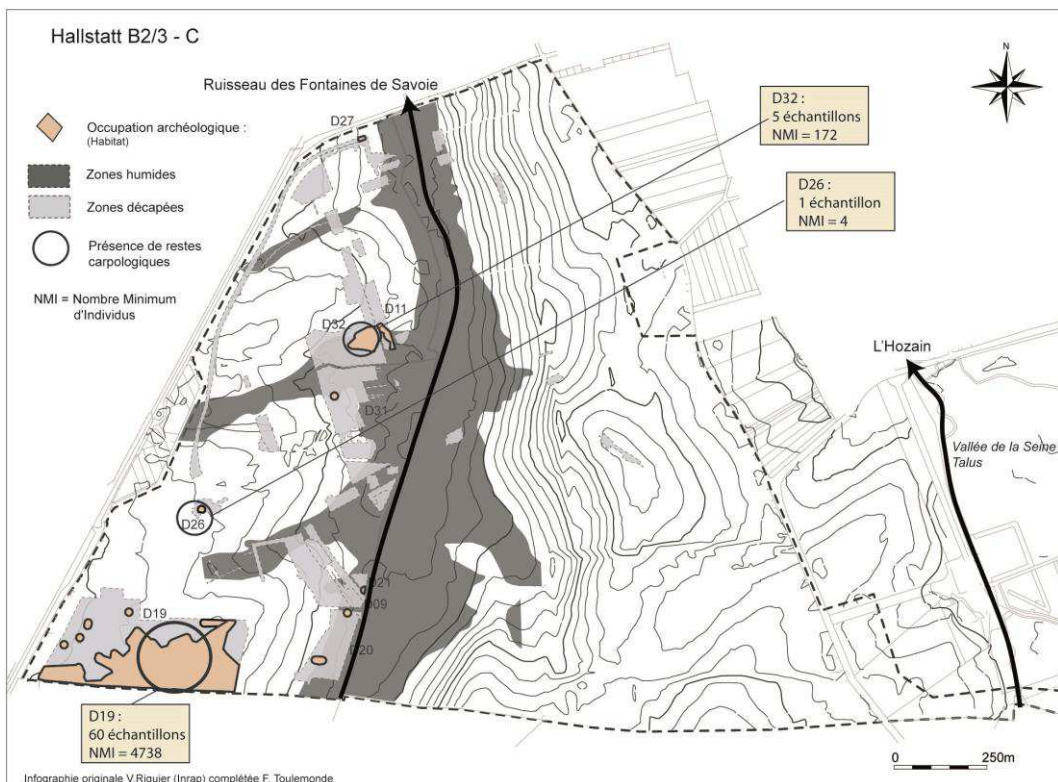 Hallstatt B2/3 - C
N
Ruisseau des Fontaines de Savoie
D27
D32 :
5 échantillons
NMI = 172
Occupation archéologique :
(Habitat)
Zones humides
Zones décapées
D26 :
1 échantillon
NMI = 4
Présence de restes
carpologiques
NMI = Nombre Minimum
d'Individus
D11
D32
L'Hozain
D31
Vallée de la Seine
Talus
D26
D21
D09
D19
D20
D19 :
60 échantillons
NMI = 4738
0 250m
Infographie originale V.Riquier (Inrap) complétée F. Toulemonde